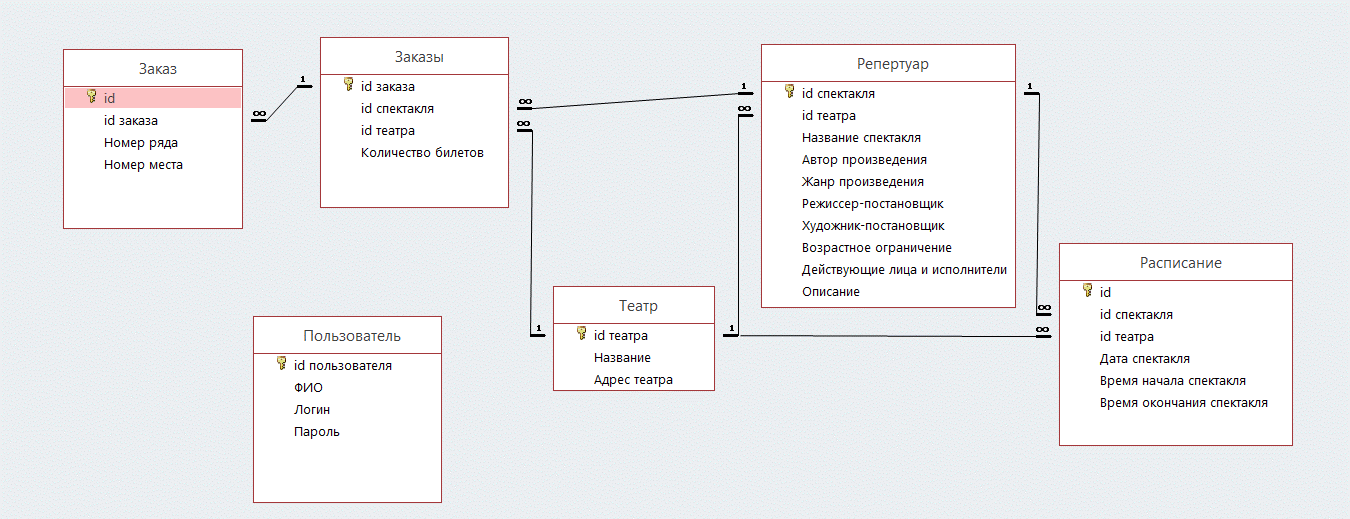 Заказ
id
id заказа
Номер ряда
Номер места
1
∞
Заказы
id заказа
id спектакля
id театра
Количество билетов
∞
∞
1
∞
Репертуар
id спектакля
id театра
Название спектакля
Автор произведения
Жанр произведения
Режиссер-постановщик
Художник-постановщик
Возрастное ограничение
Действующие лица и исполнители
Описание
1
∞
∞
Расписание
id
id спектакля
id театра
Дата спектакля
Время начала спектакля
Время окончания спектакля
1
Театр
id театра
Название
Адрес театра
1
Пользователь
id пользователя
ФИО
Логин
Пароль